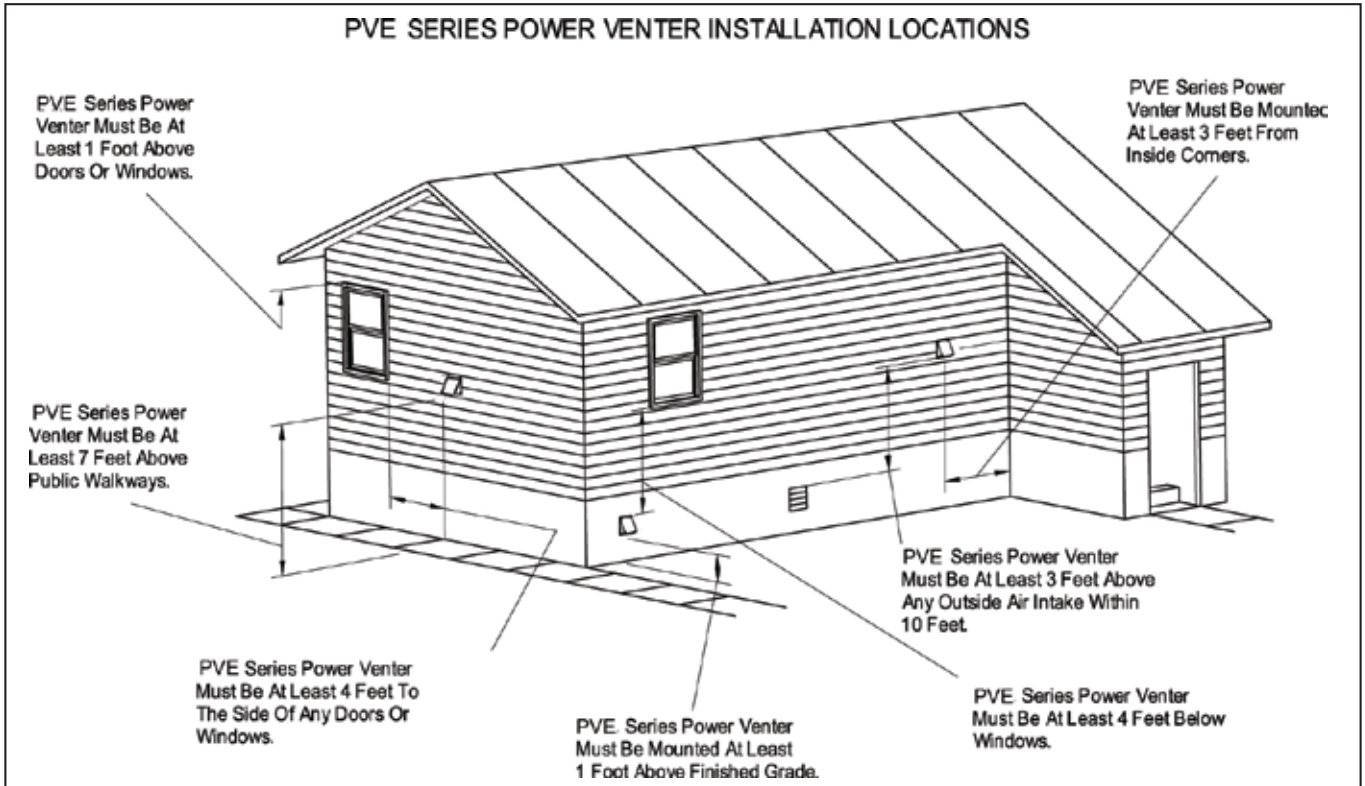 PVE SERIES POWER VENTER INSTALLATION LOCATIONS
PVE Series Power
Venter Must Be At
Least 1 Foot Above
Doors Or Windows.
PVE Series Power
Venter Must Be Mounted
At Least 3 Feet From
Inside Corners.
PVE Series Power
Venter Must Be At
Least 7 Feet Above
Public Walkways.
PVE Series Power Venter
Must Be At Least 3 Feet Above
Any Outside Air Intake Within
10 Feet.
PVE Series Power Venter
Must Be At Least 4 Feet To
The Side Of Any Doors Or
Windows.
PVE Series Power Venter
Must Be Mounted At Least
1 Foot Above Finished Grade.
PVE Series Power Venter
Must Be At Least 4 Feet Below
Windows.